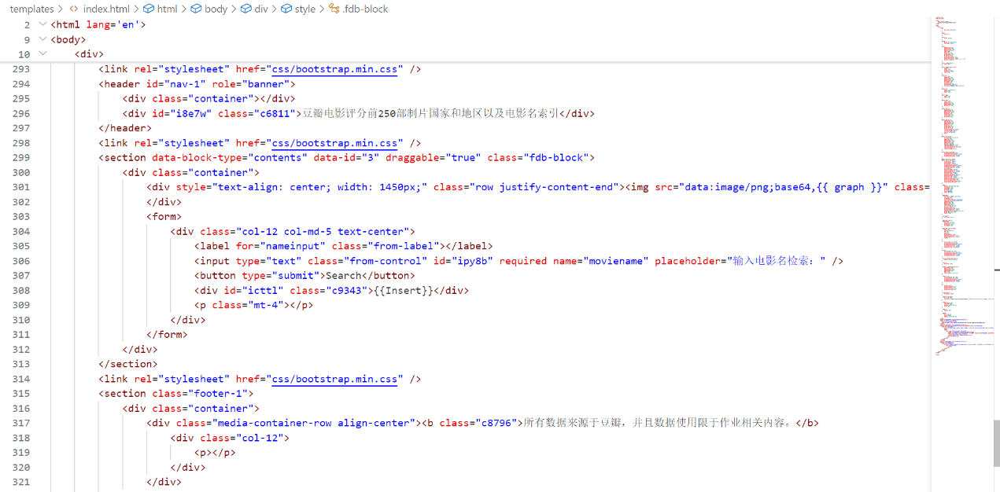 templates > index.html > html > body > div > style > .fdb-block
2 <html lang='en'>
9 <body>
10 <div>
293 <link rel="stylesheet" href="css/bootstrap.min.css" />
294 <header id="nav-1" role="banner">
295 <div class="container"></div>
296 <div id="i8e7w" class="c6811">豆瓣电影评分前250部制片国家和地区以及电影名索引</div>
297 </header>
298 <link rel="stylesheet" href="css/bootstrap.min.css" />
299 <section data-block-type="contents" data-id="3" draggable="true" class="fdb-block">
300 <div class="container">
301 <div style="text-align: center; width: 1450px;" class="row justify-content-end"><img src="data:image/png;base64,{{ graph }}" class=
302 </div>
303 <form>
304 <div class="col-12 col-md-5 text-center">
305 <label for="nameinput" class="from-label"></label>
306 <input type="text" class="from-control" id="ipy8b" required name="moviename" placeholder="输入电影名检索：" />
307 <button type="submit">Search</button>
308 <div id="icttl" class="c9343">{{Insert}}</div>
309 <p class="mt-4"></p>
310 </div>
311 </form>
312 </div>
313 </section>
314 <link rel="stylesheet" href="css/bootstrap.min.css" />
315 <section class="footer-1">
316 <div class="container">
317 <div class="media-container-row align-center"><b class="c8796">所有数据来源于豆瓣，并且数据使用限于作业相关内容。</b>
318 <div class="col-12">
319 <p></p>
320 </div>
321 </div>